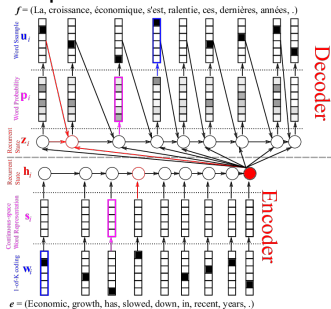 f = (La, croissance, économique, s'est, ralentie, ces, dernières, années, .)
Word Sample
u_i
Word Probability
p_i
Recurrent State
z_i
Decoder
Recurrent State
h_i
Continuous-space Word Representation
s_i
1-of-K coding
w_i
Encoder
e = (Economic, growth, has, slowed, down, in, recent, years, .)